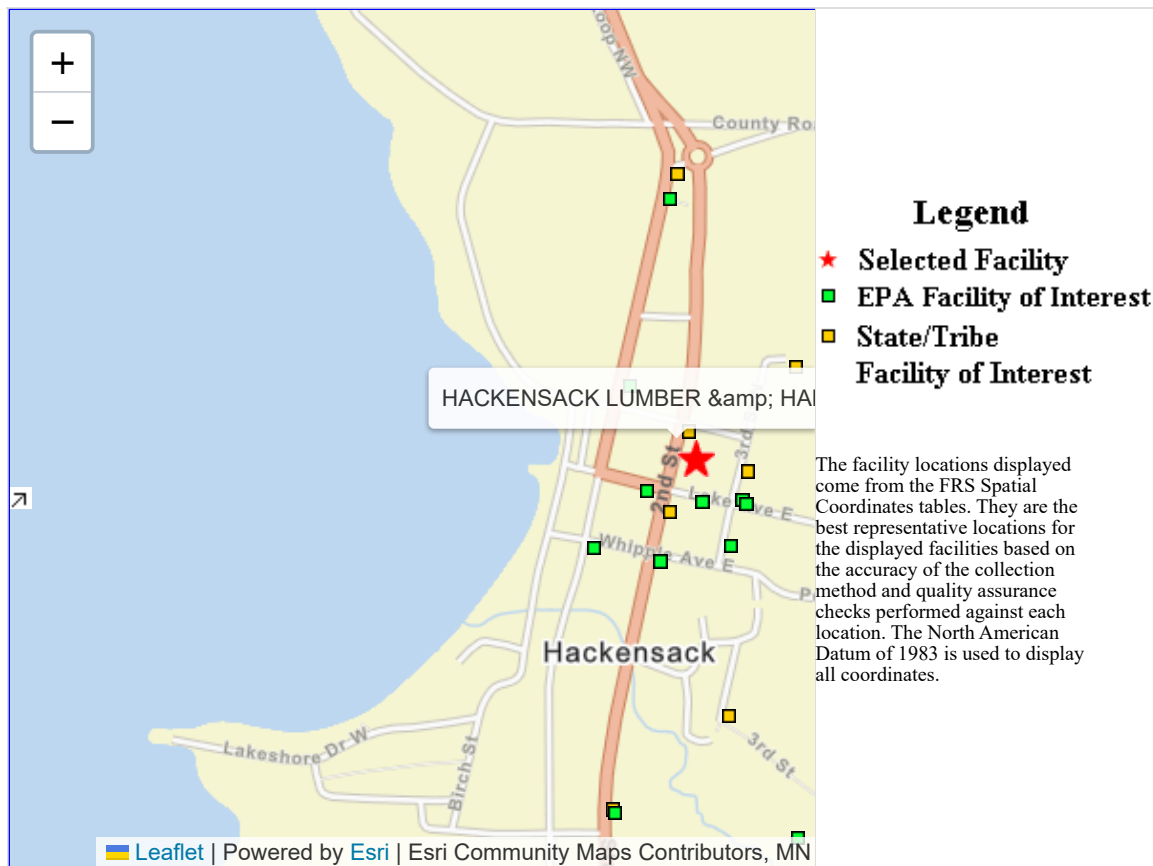 +
−
oop NW
County Ro
HACKENSACK LUMBER &amp;amp; HA
3rd
2nd St
Lake Ave E
Whipple Ave E
P
Hackensack
Lakeshore Dr W
Birch St
3rd St
Leaflet | Powered by Esri | Esri Community Maps Contributors, MN
Legend
Selected Facility
EPA Facility of Interest
State/Tribe
Facility of Interest
The facility locations displayed
come from the FRS Spatial
Coordinates tables. They are the
best representative locations for
the displayed facilities based on
the accuracy of the collection
method and quality assurance
checks performed against each
location. The North American
Datum of 1983 is used to display
all coordinates.